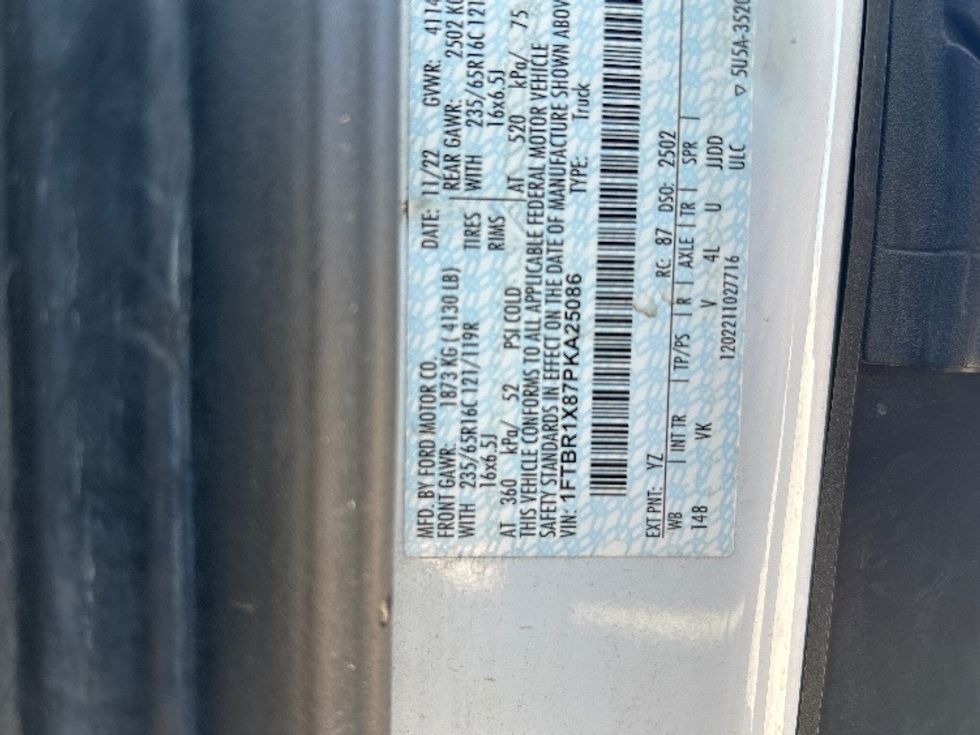 MFD. BY FORD MOTOR CO. DATE: 11/22 GVWR: 4114
FRONT GAWR: 1873 KG ( 4130 LB) REAR GAWR: 2502 KG
WITH 235/65R16C 121/119R TIRES WITH 235/65R16C 121
16x6.5J RIMS 16x6.5J
AT 360 kPa/ 52 PSI COLD AT 520 kPa/ 75
THIS VEHICLE CONFORMS TO ALL APPLICABLE FEDERAL MOTOR VEHICLE
SAFETY STANDARDS IN EFFECT ON THE DATE OF MANUFACTURE SHOWN ABOV
VIN: 1FTBR1X87PKA25086 TYPE: Truck
EXT PNT: YZ RC: 87 DSO: 2502
WB | INT TR | TP/PS | R | AXLE | TR | SPR |
148 VK V 4L U JJDD
1202211027716 ULC
▽ 5U5A-3520